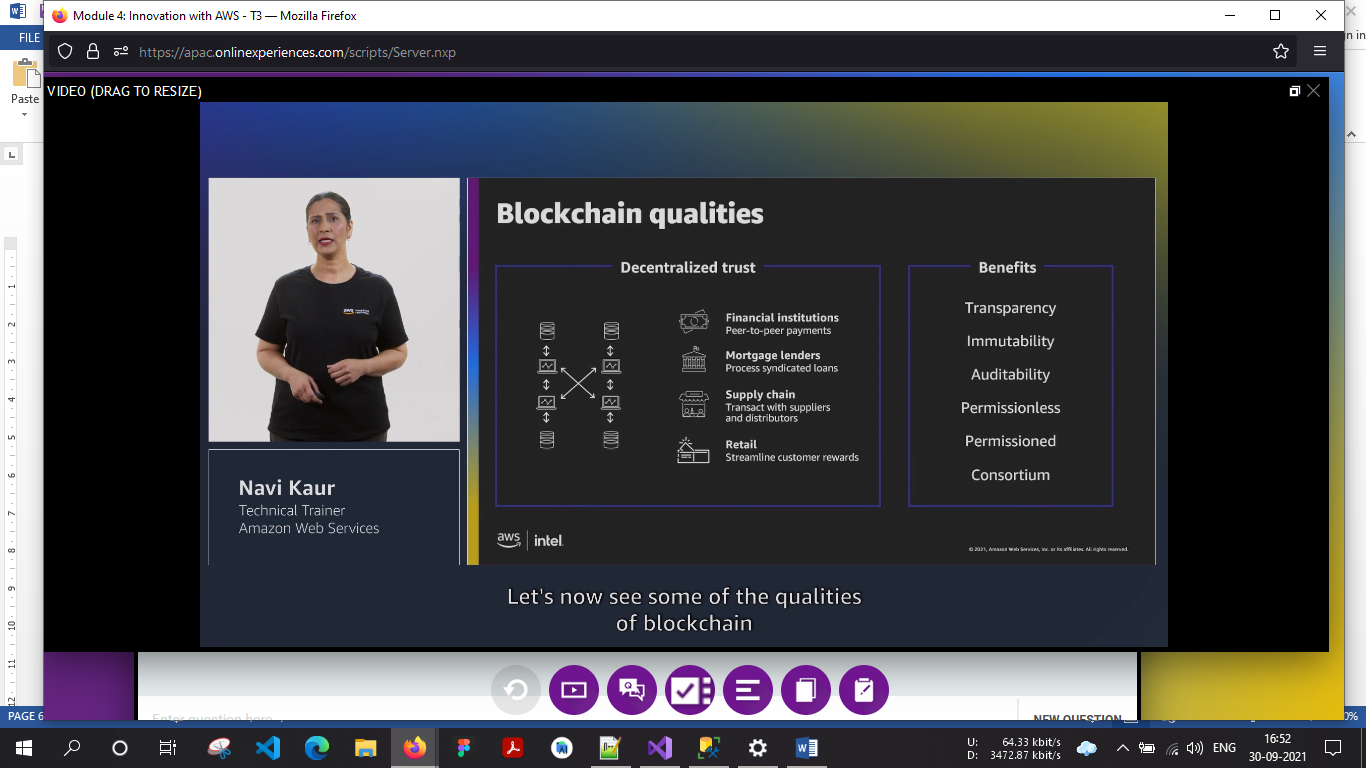 FILE
Paste
PAGE 6
Module 4: Innovation with AWS - T3 — Mozilla Firefox
https://apac.onlinexperiences.com/scripts/Server.nxp
VIDEO (DRAG TO RESIZE)
Navi Kaur
Technical Trainer
Amazon Web Services
Blockchain qualities
Decentralized trust
Financial institutions
Peer-to-peer payments
Mortgage lenders
Process syndicated loans
Supply chain
Transact with suppliers
and distributors
Retail
Streamline customer rewards
Benefits
Transparency
Immutability
Auditability
Permissionless
Permissioned
Consortium
aws
intel
© 2021, Amazon Web Services, Inc. or its affiliates. All rights reserved.
Let's now see some of the qualities
of blockchain
Enter question here
NEW QUESTION
U: 64.33 kbit/s
D: 3472.87 kbit/s
ENG
16:52
30-09-2021